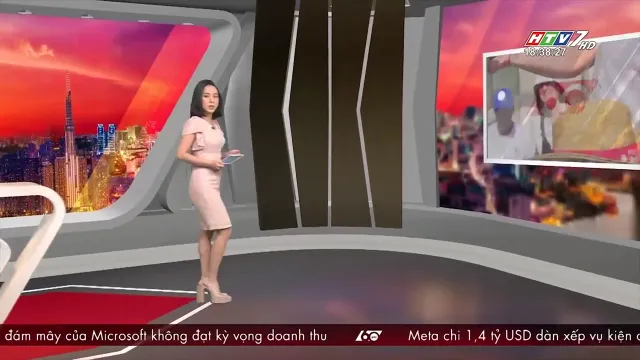 HTV7 HD
18:38:27
đám mây của Microsoft không đạt kỳ vọng doanh thu 60 Meta chi 1,4 tỷ USD dàn xếp vụ kiện